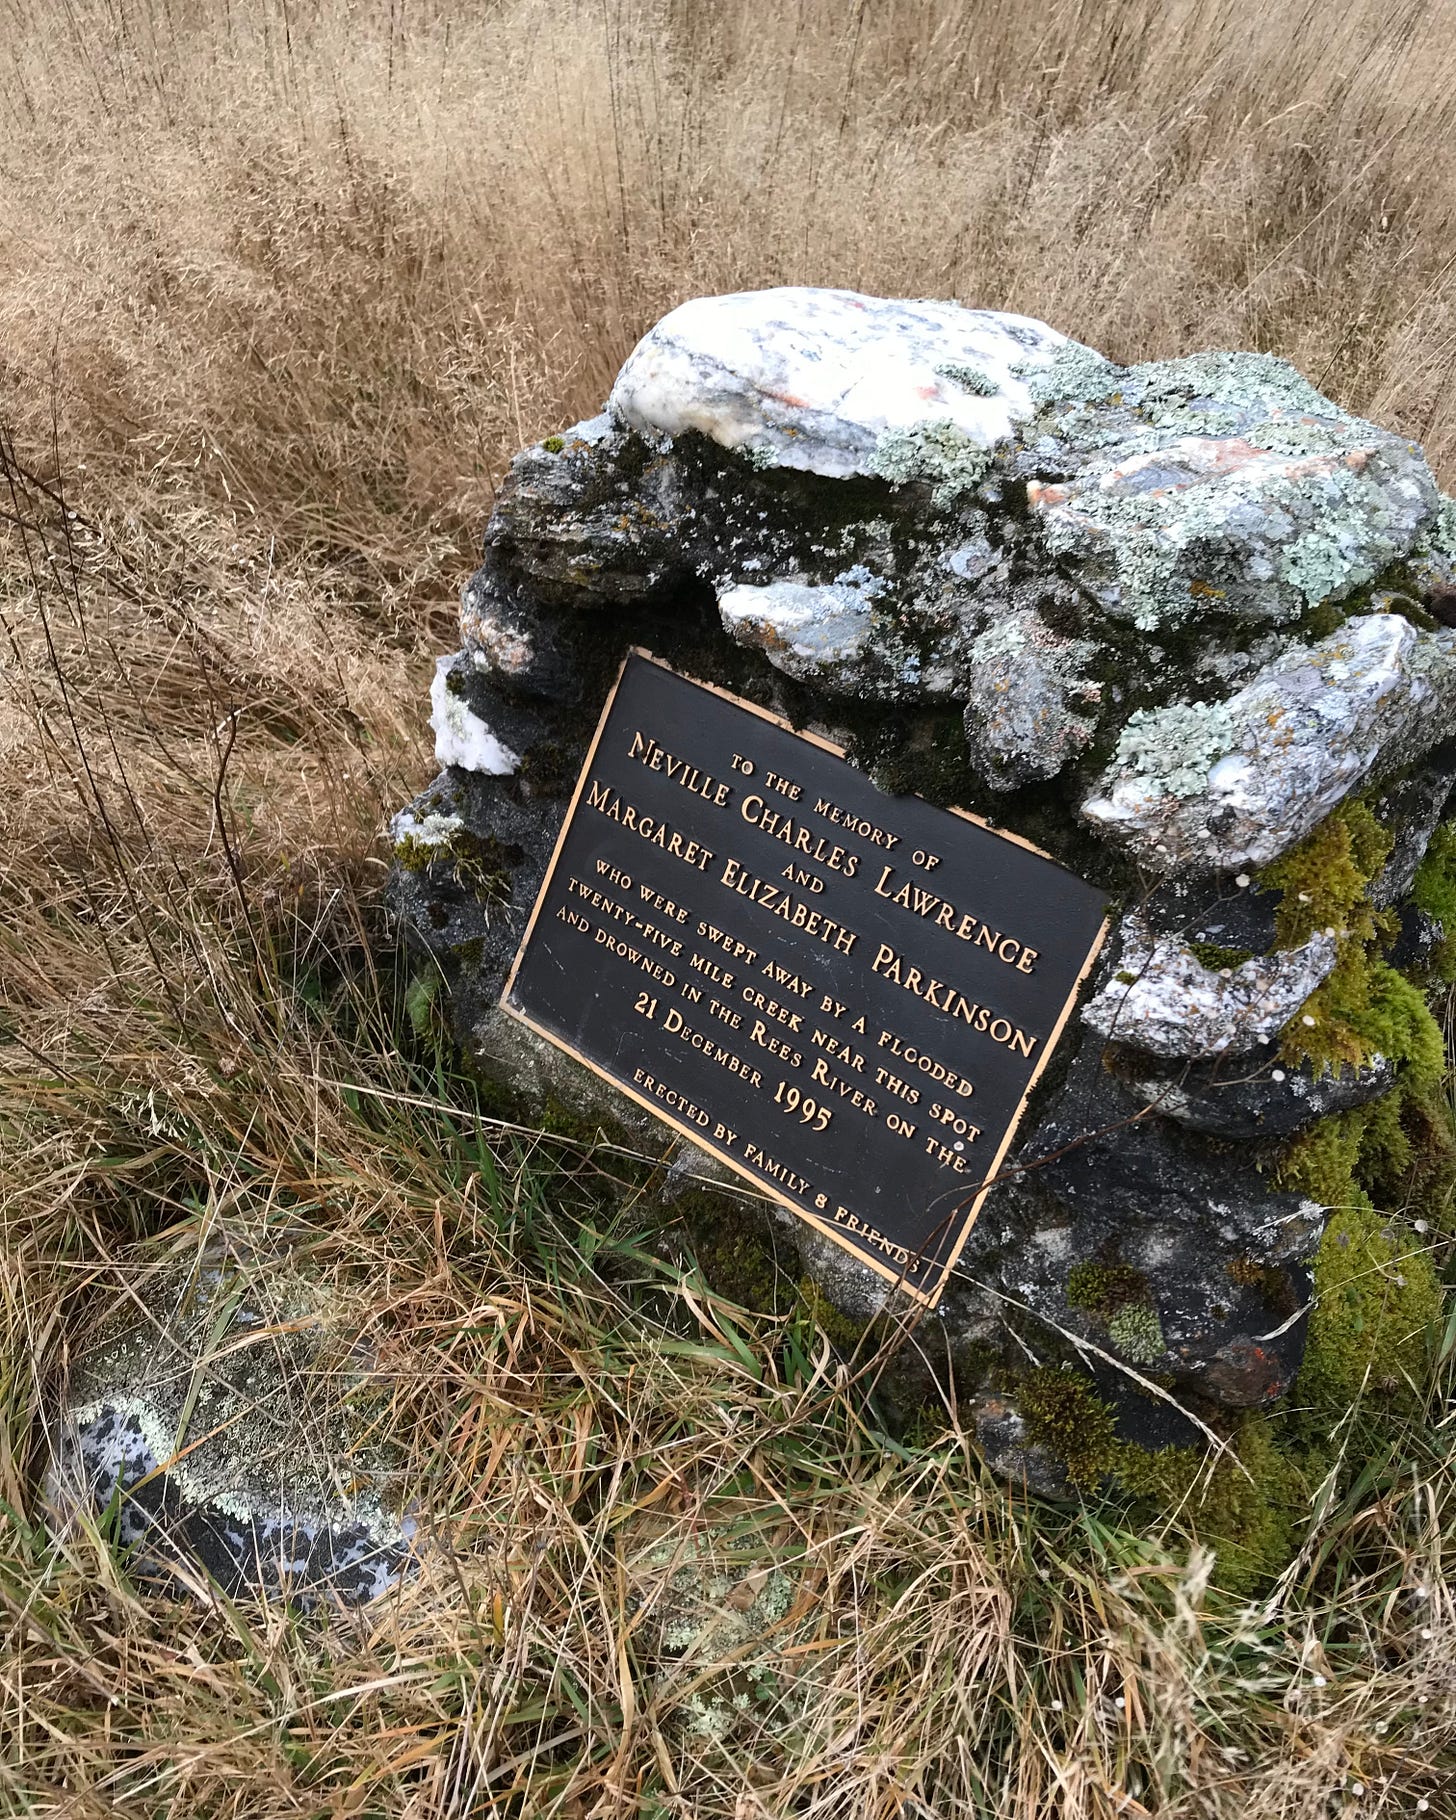 TO THE MEMORY OF
NEVILLE CHARLES LAWRENCE
AND
MARGARET ELIZABETH PARKINSON
WHO WERE SWEPT AWAY BY A FLOODED
TWENTY-FIVE MILE CREEK NEAR THIS SPOT
AND DROWNED IN THE REES RIVER ON THE
21 DECEMBER 1995
ERECTED BY FAMILY & FRIENDS